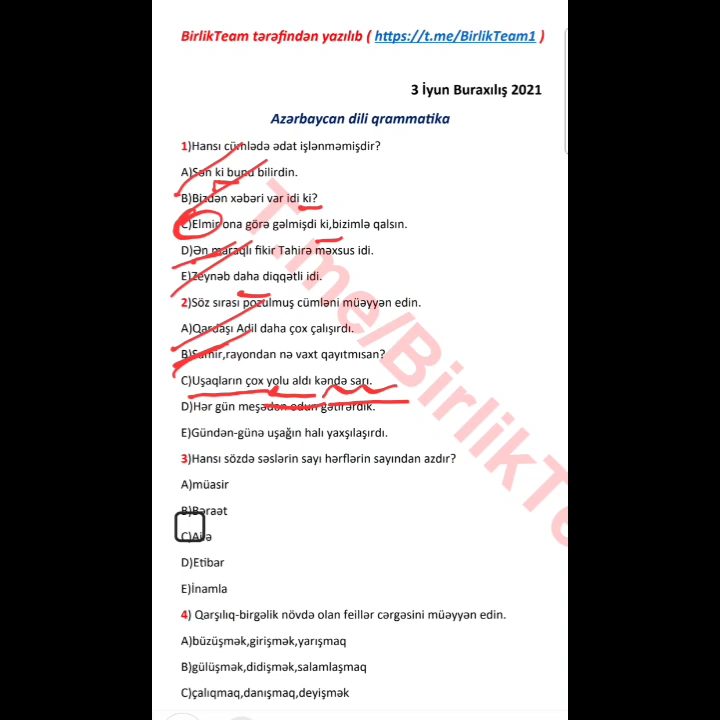 BirlikTeam tərəfindən yazılıb ( https://t.me/BirlikTeam1 )
3 İyun Buraxılış 2021
Azərbaycan dili qrammatika
1)Hansı cümlədə ədat işlənməmişdir?
A)Sən ki bunu bilirdin.
B)Bizdən xəbəri var idi ki?
C)Elmir ona görə gəlmişdi ki,bizimlə qalsın.
D)Ən maraqlı fikir Tahirə məxsus idi.
E)Zeynəb daha diqqətli idi.
2)Söz sırası pozulmuş cümləni müəyyən edin.
A)Qardaşı Adil daha çox çalışırdı.
B)Samir,rayondan nə vaxt qayıtmısan?
C)Uşaqların çox yolu aldı kəndə sarı.
D)Hər gün meşədən odun gətirərdik.
E)Gündən-günə uşağın halı yaxşılaşırdı.
3)Hansı sözdə səslərin sayı hərflərin sayından azdır?
A)müasir
B)Bəraət
C)Ailə
D)Etibar
E)İnamla
4) Qarşılıq-birgəlik növdə olan feillər cərgəsini müəyyən edin.
A)büzüşmək,girişmək,yarışmaq
B)gülüşmək,didişmək,salamlaşmaq
C)çalıqmaq,danışmaq,deyişmək
T.me/BirlikTe